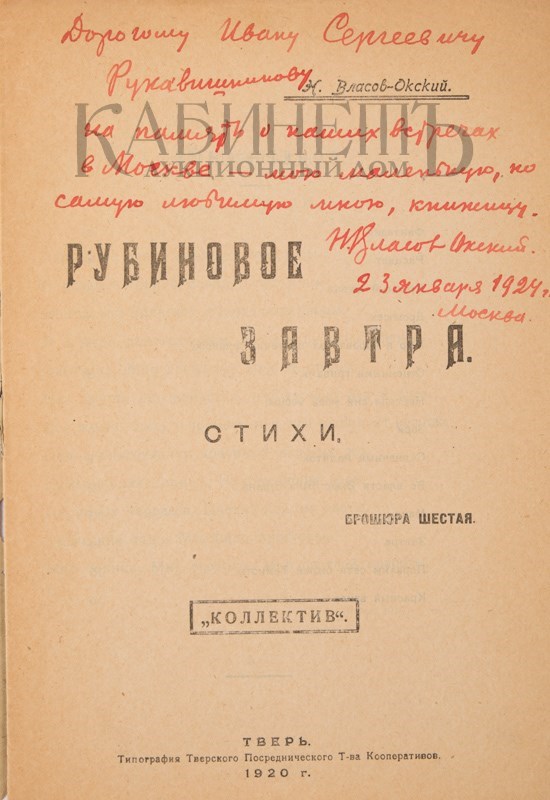 Дорогому Ивану Сергеевичу
Рукавишникову
Н. Власов-Окский.
КАБИНЕТЪ
на память о наших встречах
АУКЦИОННЫЙ ДОМ
в Москве — мою маленькую, но
самую любимую мною, книжицу.
НВласов-Окский.
РУБИНОВОЕ
23 января 1924 г.
Москва.
ЗАВТРА.
СТИХИ.
БРОШЮРА ШЕСТАЯ.
„КОЛЛЕКТИВ“.
ТВЕРЬ.
Типография Тверского Посреднического Т-ва Кооперативов.
1920 г.